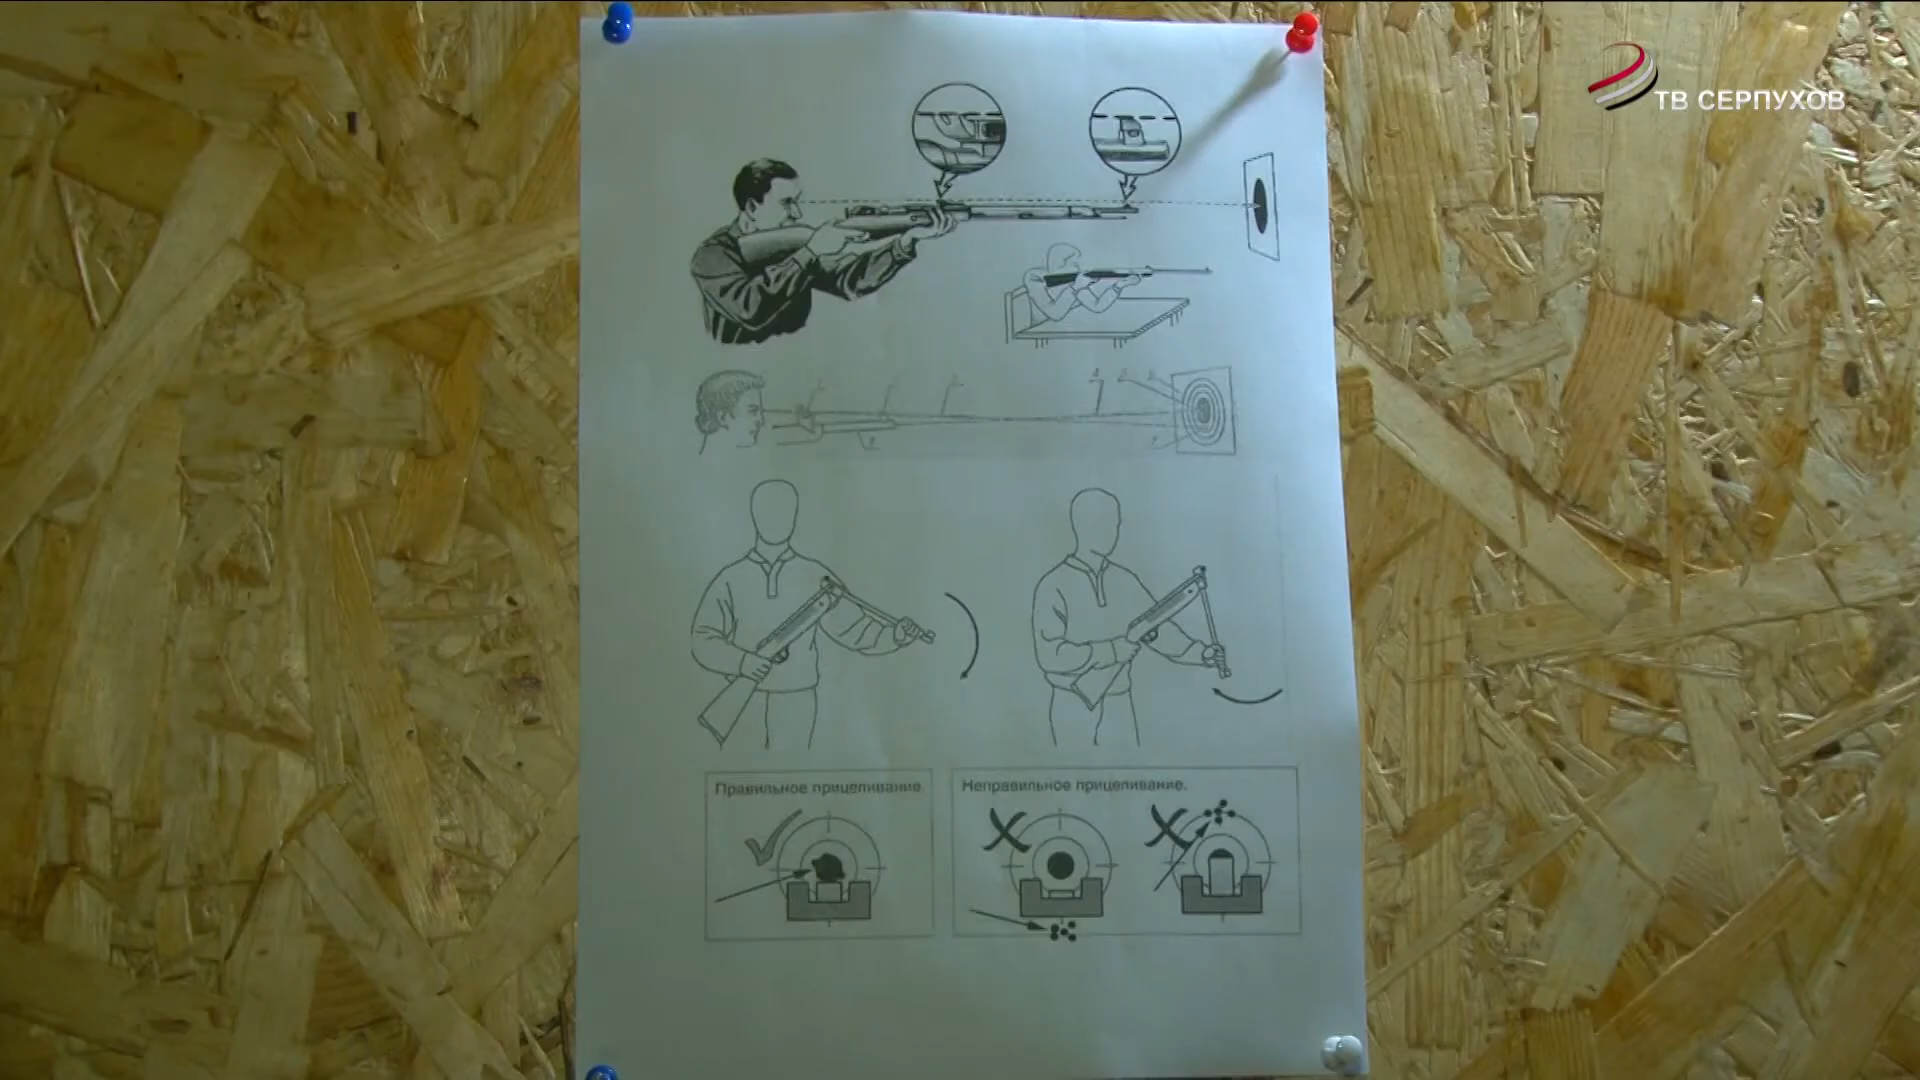 ТВ СЕРПУХОВ
Правильное прицеливание.
Неправильное прицеливание.